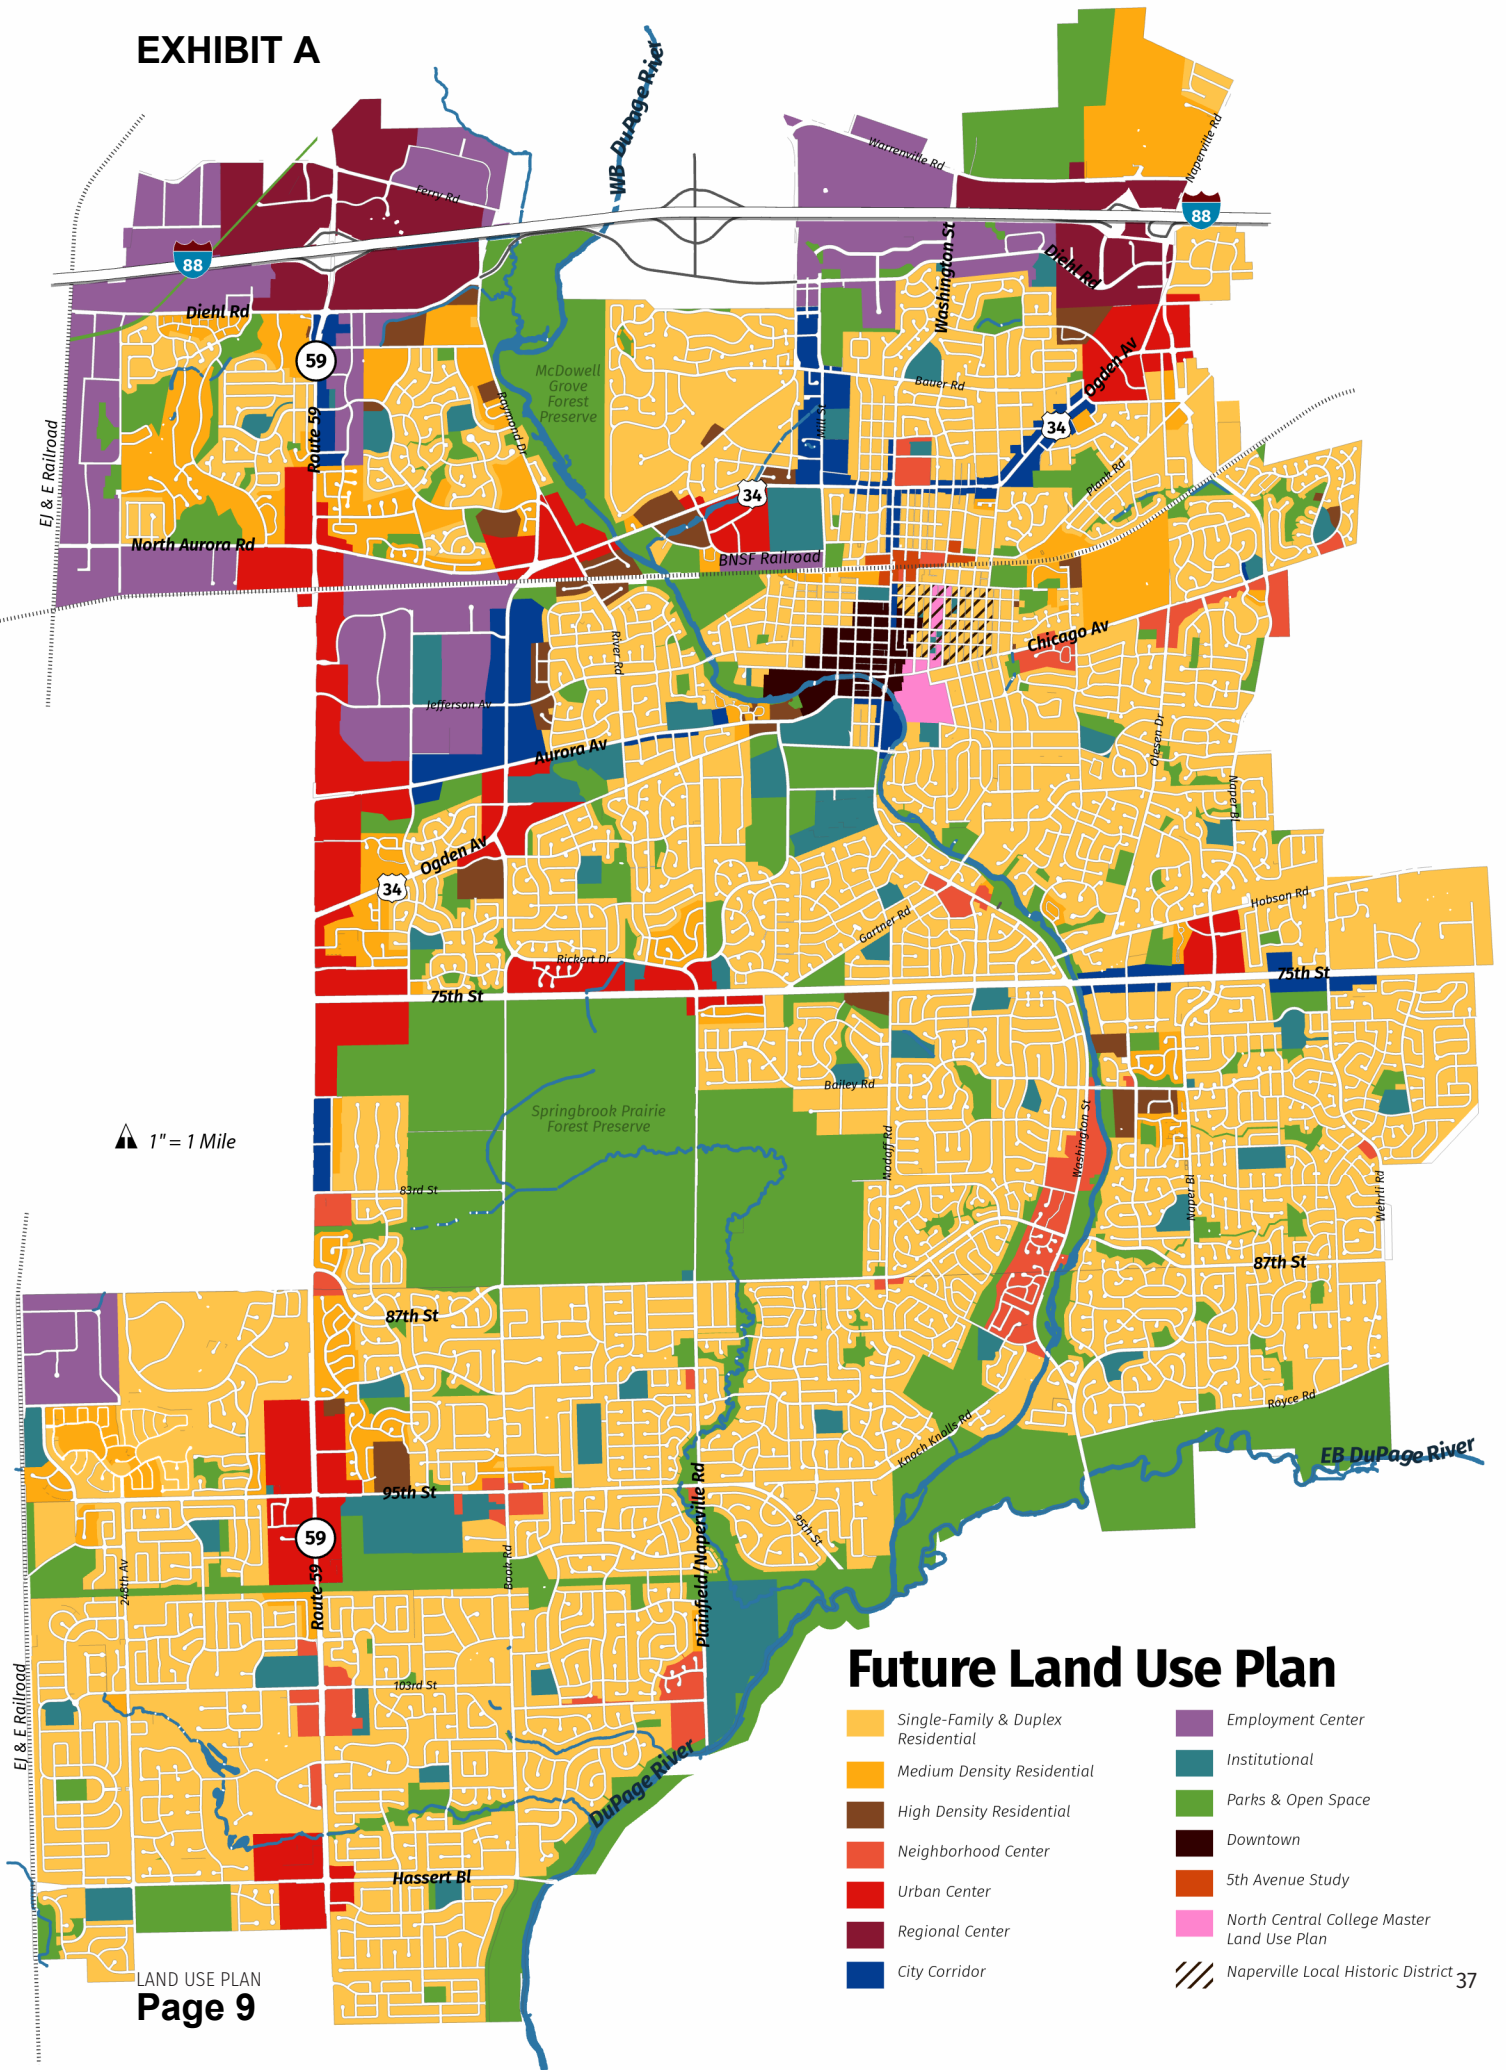 EXHIBIT A
WB DuPage River
Naperville Rd
Warrenville Rd
Ferry Rd
88
88
Washington St
Diehl Rd
Diehl Rd
59
McDowell
Grove
Forest
Preserve
Ogden Av
Bauer Rd
Raymond Dr
Mill St
34
Route 59
EJ & E Railroad
34
Plank Rd
North Aurora Rd
BNSF Railroad
River Rd
Chicago Av
Jefferson Av
Aurora Av
Olesen Dr
Naper Bl
Ogden Av
34
Hobson Rd
Gartner Rd
Rickert Dr
75th St
75th St
Bailey Rd
Springbrook Prairie
Forest Preserve
1" = 1 Mile
Modaff Rd
Washington St
83rd St
Naper Bl
Wehrli Rd
87th St
87th St
Royce Rd
Knoch Knolls Rd
EB DuPage River
95th St
Plainfield/Naperville Rd
95th St
59
248th Av
Route 59
Book Rd
EJ & E Railroad
103rd St
DuPage River
Hassert Bl
Future Land Use Plan
Single-Family & Duplex
Residential
Medium Density Residential
High Density Residential
Neighborhood Center
Urban Center
Regional Center
City Corridor
Employment Center
Institutional
Parks & Open Space
Downtown
5th Avenue Study
North Central College Master
Land Use Plan
Naperville Local Historic District
37
LAND USE PLAN
Page 9